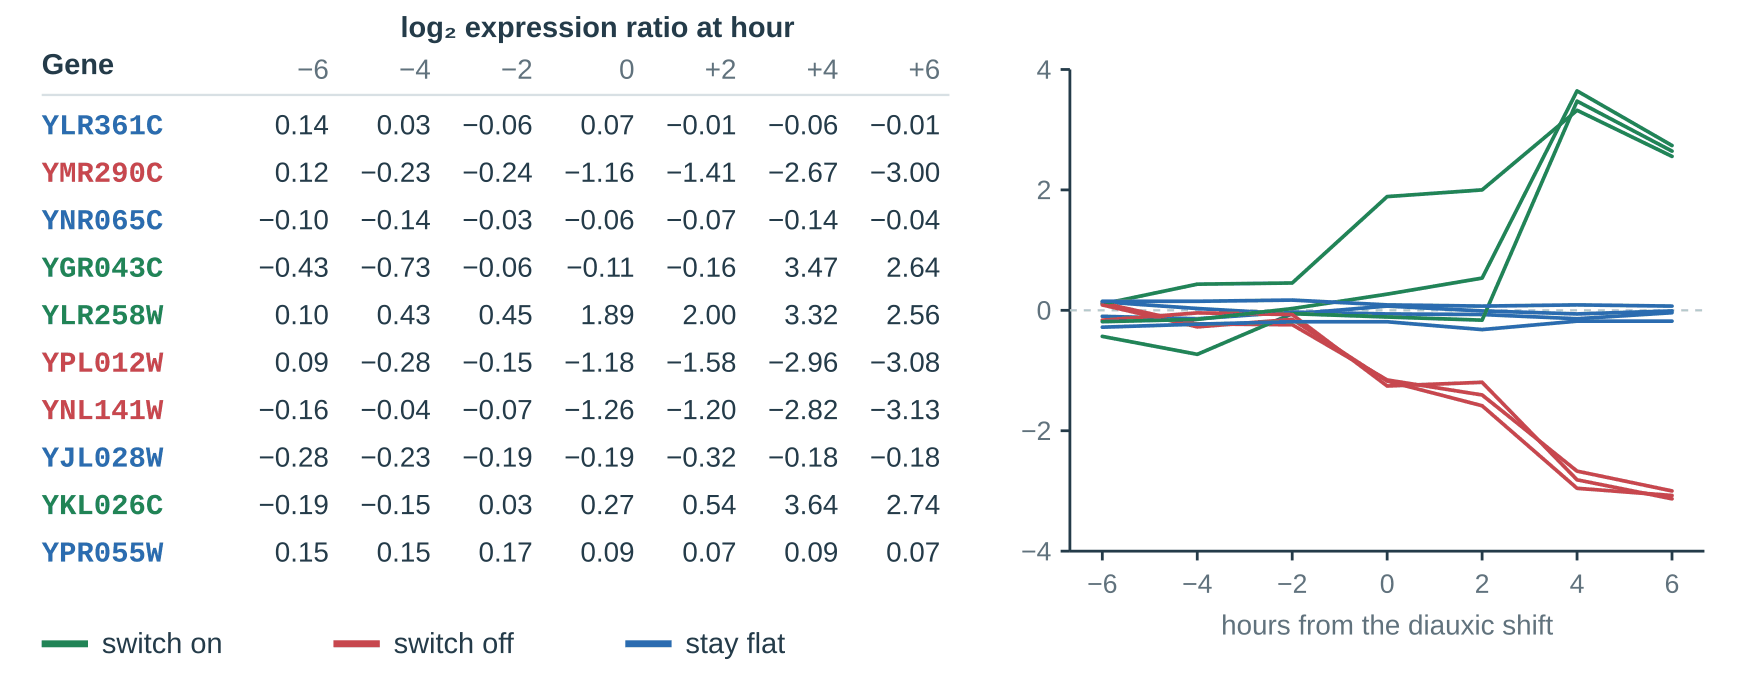 log₂ expression ratio at hour
Gene −6 −4 −2 0 +2 +4 +6
YLR361C 0.14 0.03 −0.06 0.07 −0.01 −0.06 −0.01
YMR290C 0.12 −0.23 −0.24 −1.16 −1.41 −2.67 −3.00
YNR065C −0.10 −0.14 −0.03 −0.06 −0.07 −0.14 −0.04
YGR043C −0.43 −0.73 −0.06 −0.11 −0.16 3.47 2.64
YLR258W 0.10 0.43 0.45 1.89 2.00 3.32 2.56
YPL012W 0.09 −0.28 −0.15 −1.18 −1.58 −2.96 −3.08
YNL141W −0.16 −0.04 −0.07 −1.26 −1.20 −2.82 −3.13
YJL028W −0.28 −0.23 −0.19 −0.19 −0.32 −0.18 −0.18
YKL026C −0.19 −0.15 0.03 0.27 0.54 3.64 2.74
YPR055W 0.15 0.15 0.17 0.09 0.07 0.09 0.07
switch on switch off stay flat
4
2
0
−2
−4
−6 −4 −2 0 2 4 6
hours from the diauxic shift